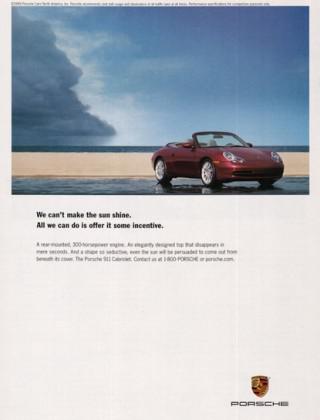 We can't make the sun shine.
All we can do is offer it some incentive.
A rear-mounted, 300-horsepower engine. An elegantly designed top that disappears in
mere seconds. And a shape so seductive, even the sun will be persuaded to come out from
beneath its cover. The Porsche 911 Cabriolet. Contact us at 1-800-PORSCHE or porsche.com.
PORSCHE